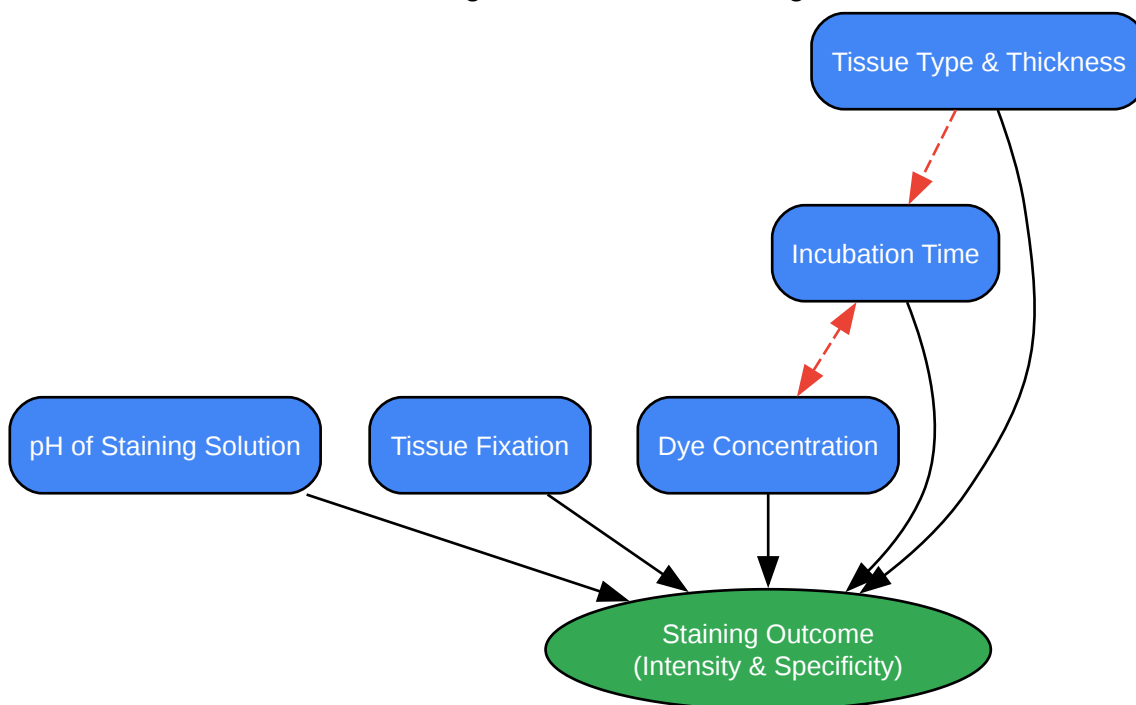 Tissue Type & Thickness
Incubation Time
pH of Staining Solution
Tissue Fixation
Dye Concentration
Staining Outcome
(Intensity & Specificity)